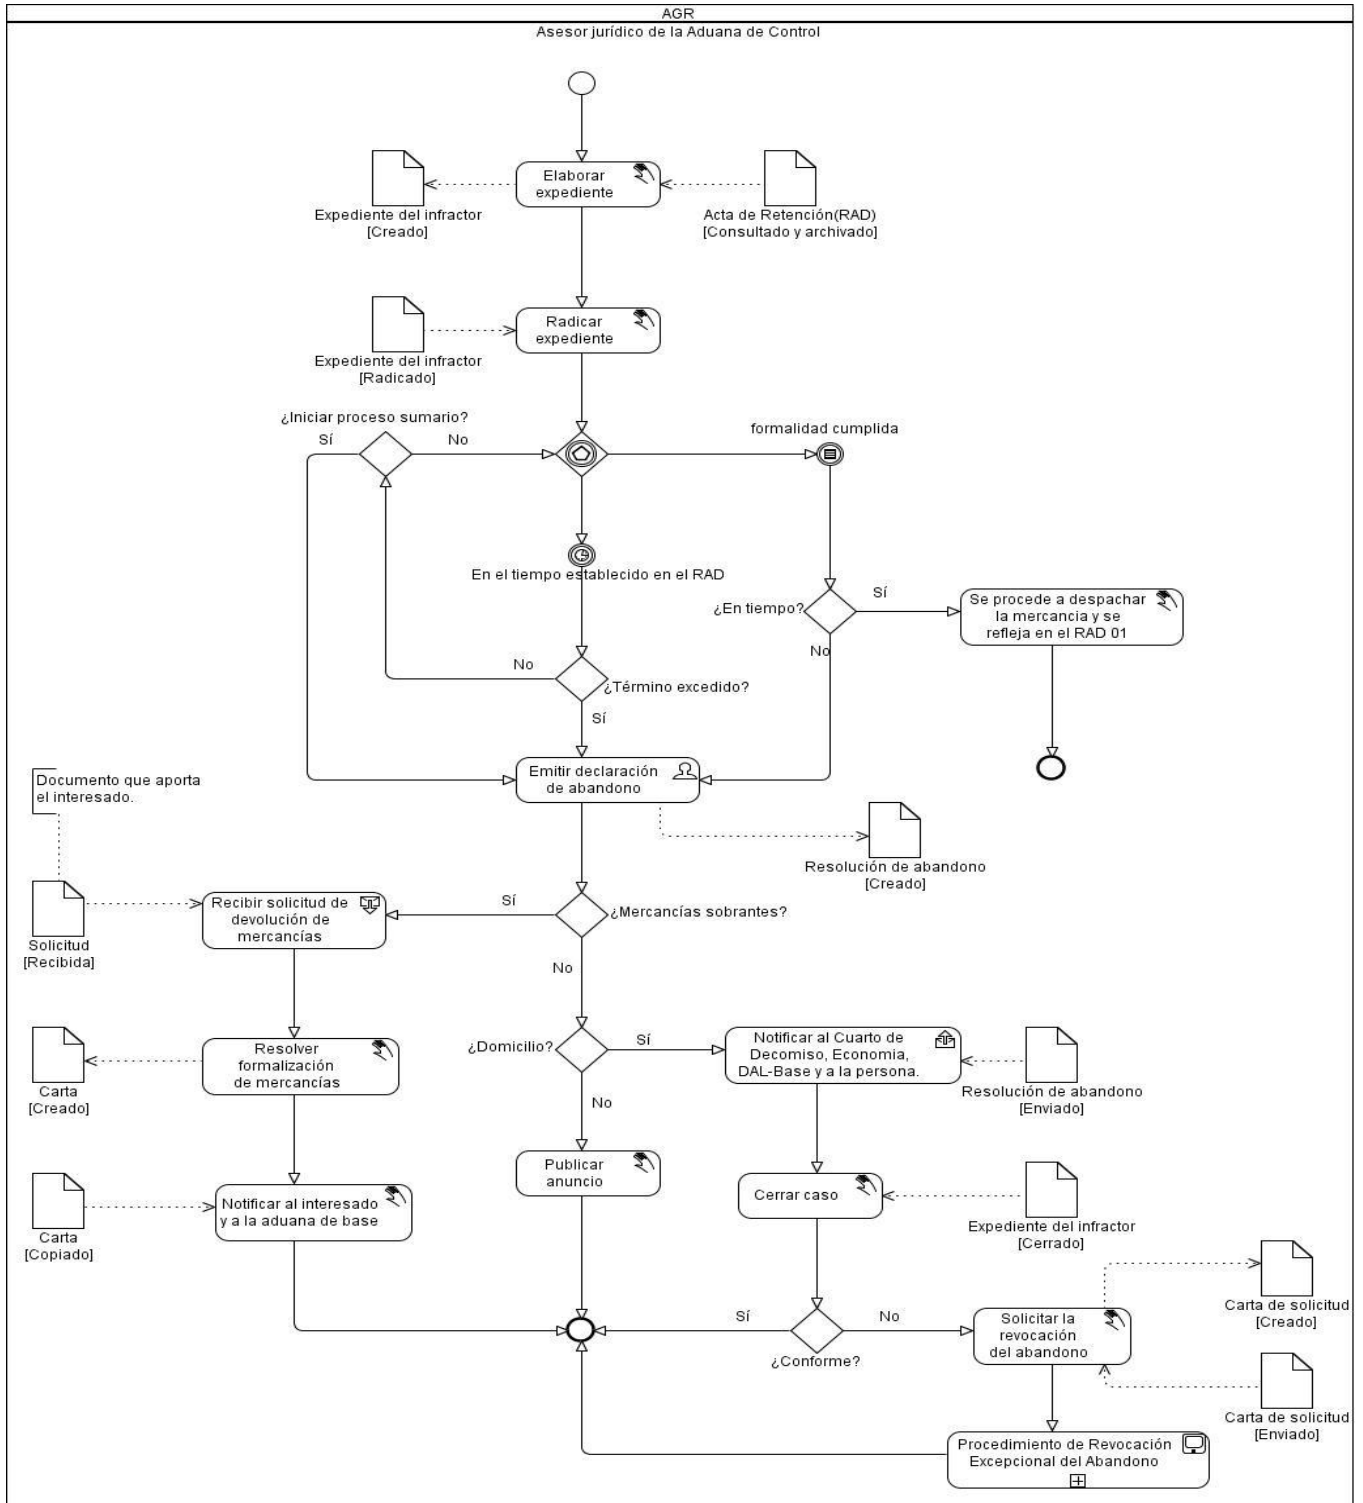 AGR
Asesor jurídico de la Aduana de Control
Elaborar
expediente
Expediente del infractor
[Creado]
Acta de Retención(RAD)
[Consultado y archivado]
Radicar
expediente
Expediente del infractor
[Radicado]
¿Iniciar proceso sumario?
Sí
No
formalidad cumplida
En el tiempo establecido en el RAD
¿En tiempo?
Sí
No
Se procede a despachar
la mercancia y se
refleja en el RAD 01
No
¿Término excedido?
Sí
Emitir declaración
de abandono
Documento que aporta
el interesado.
Resolución de abandono
[Creado]
Recibir solicitud de
devolución de
mercancías
Sí
¿Mercancías sobrantes?
Solicitud
[Recibida]
No
¿Domicilio?
Sí
Notificar al Cuarto de
Decomiso, Economia,
DAL-Base y a la persona.
Resolver
formalización
de mercancías
Carta
[Creado]
Resolución de abandono
[Enviado]
No
Publicar
anuncio
Cerrar caso
Notificar al interesado
y a la aduana de base
Carta
[Copiado]
Expediente del infractor
[Cerrado]
Sí
No
¿Conforme?
Solicitar la
revocación
del abandono
Carta de solicitud
[Creado]
Carta de solicitud
[Enviado]
Procedimiento de Revocación
Excepcional del Abandono